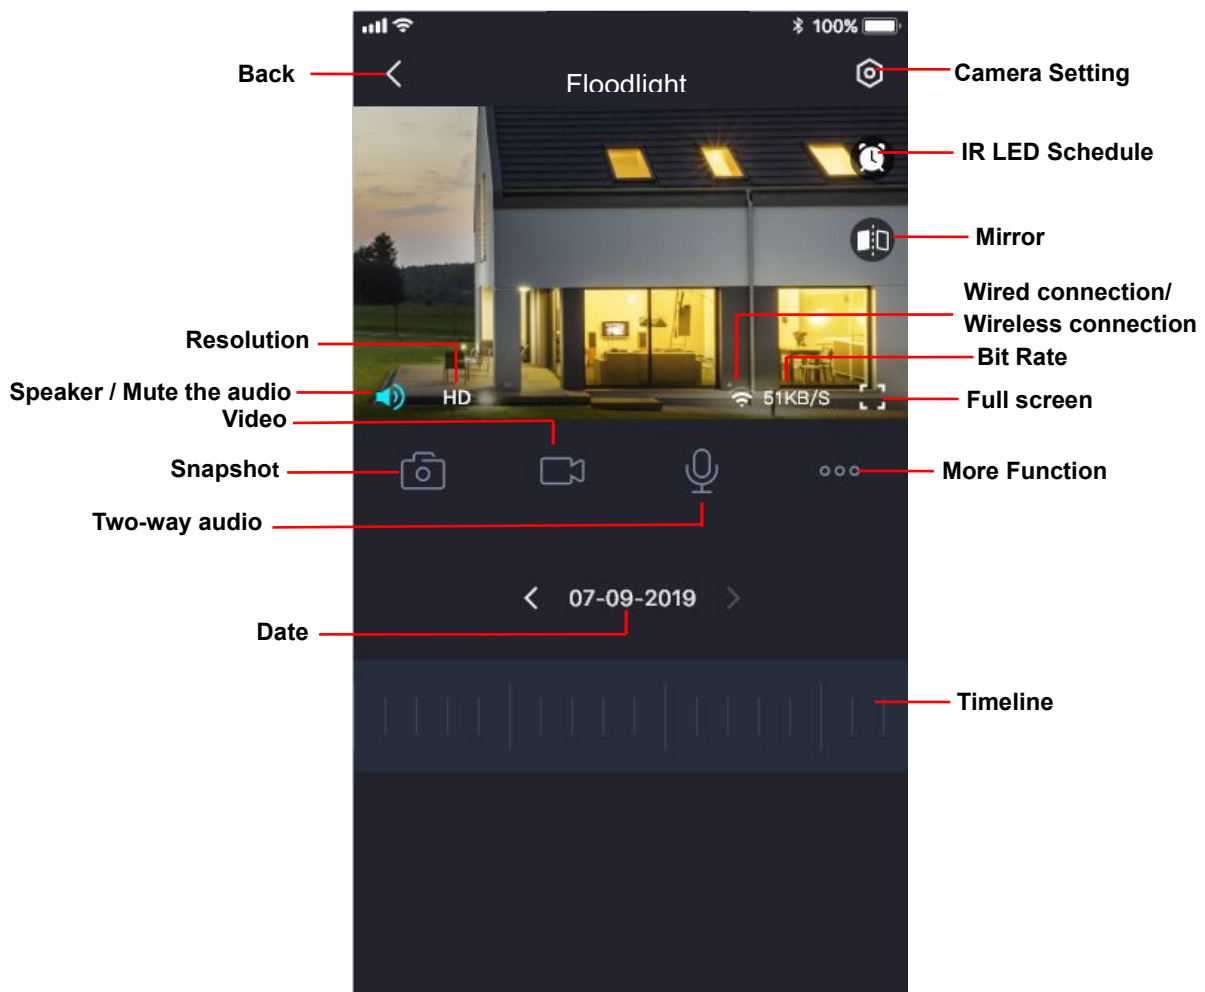 100%
Back
Floodlight
Camera Setting
IR LED Schedule
Mirror
Wired connection/
Wireless connection
Resolution
Bit Rate
Speaker / Mute the audio
HD
51KB/S
Full screen
Video
Snapshot
More Function
Two-way audio
07-09-2019
Date
Timeline